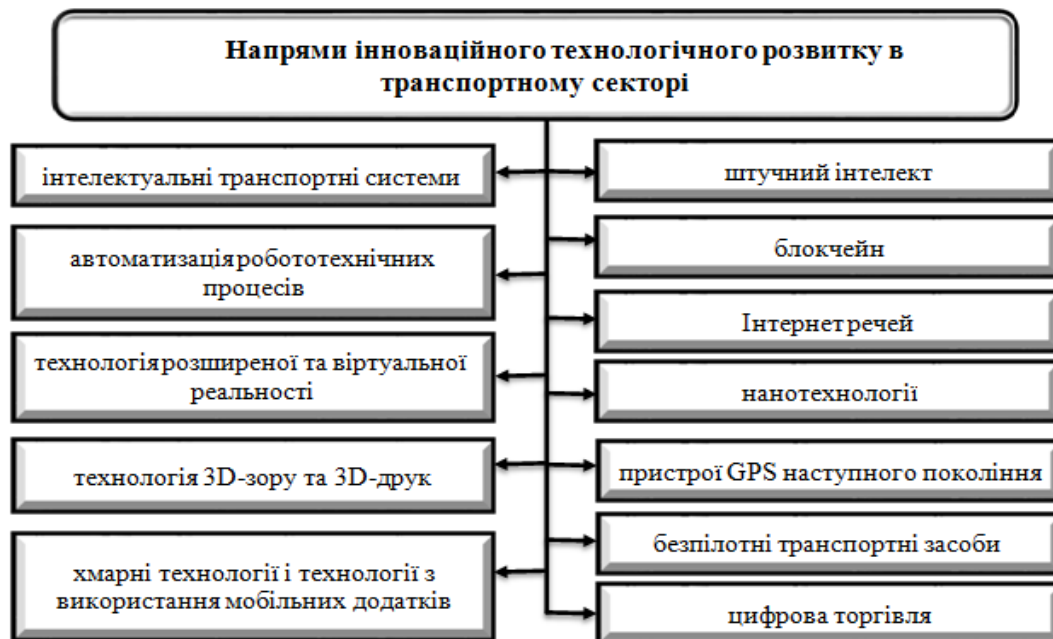 Напрями інноваційного технологічного розвитку в
транспортному секторі
інтелектуальні транспортні системи
автоматизація робототехнічних
процесів
технологія розширеної та віртуальної
реальності
технологія 3D-зору та 3D-друк
хмарні технології і технології з
використання мобільних додатків
штучний інтелект
блокчейн
Інтернет речей
нанотехнології
пристрої GPS наступного покоління
безпілотні транспортні засоби
цифрова торгівля